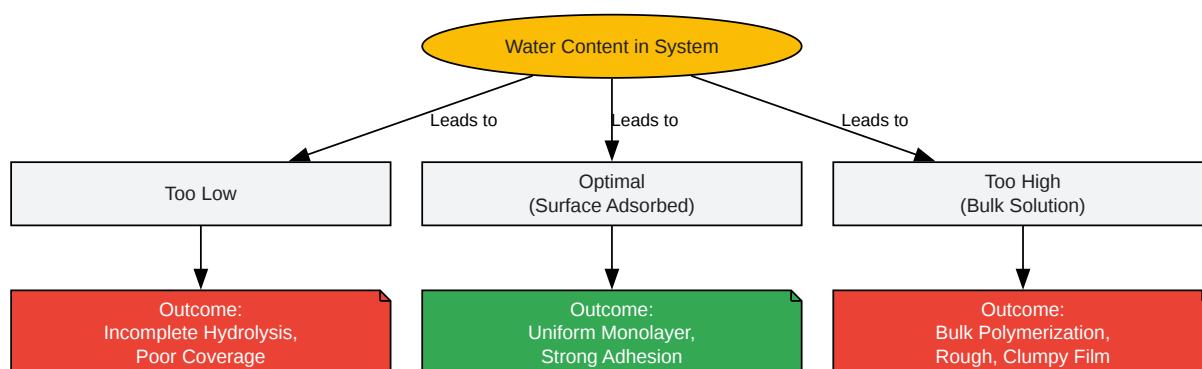 Water Content in System
Leads to
Leads to
Leads to
Too Low
Optimal
(Surface Adsorbed)
Too High
(Bulk Solution)
Outcome:
Incomplete Hydrolysis,
Poor Coverage
Outcome:
Uniform Monolayer,
Strong Adhesion
Outcome:
Bulk Polymerization,
Rough, Clumpy Film